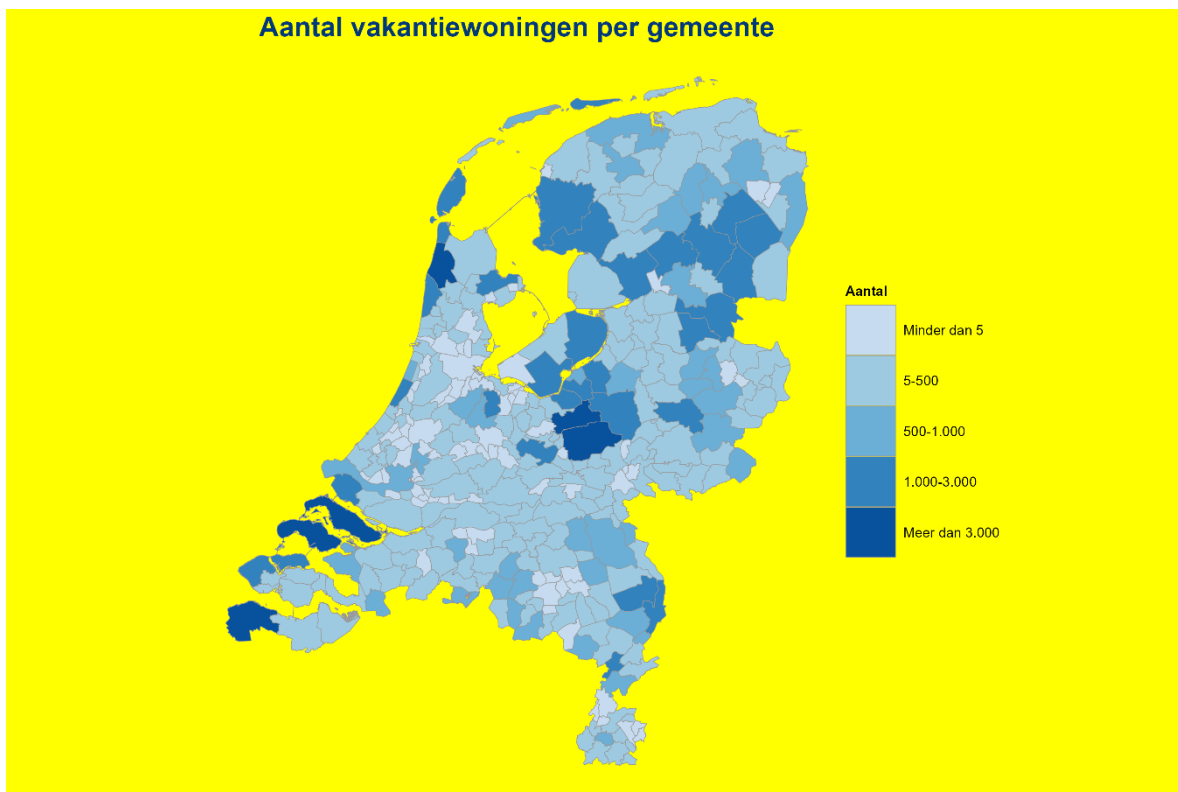 Aantal vakantiewoningen per gemeente
Aantal
Minder dan 5
5-500
500-1.000
1.000-3.000
Meer dan 3.000